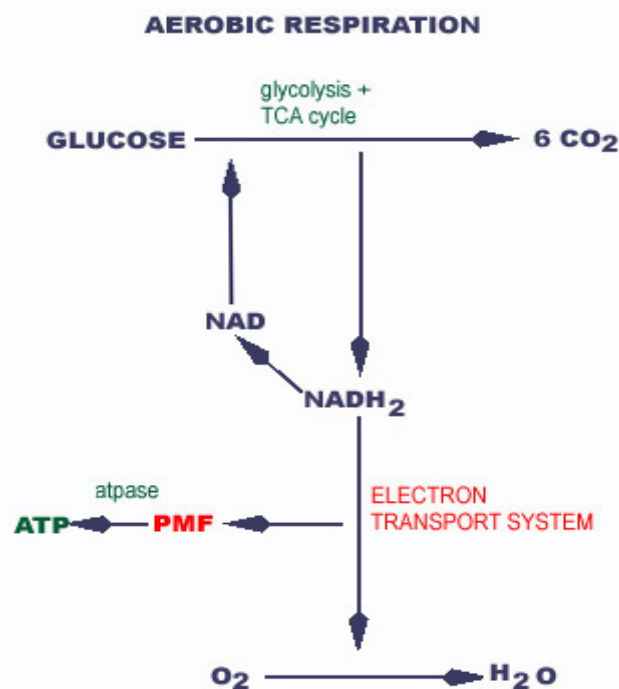 AEROBIC RESPIRATION
glycolysis +
TCA cycle
GLUCOSE
6 CO₂
NAD
NADH₂
atpase
ELECTRON
TRANSPORT SYSTEM
ATP
PMF
O₂
H₂O